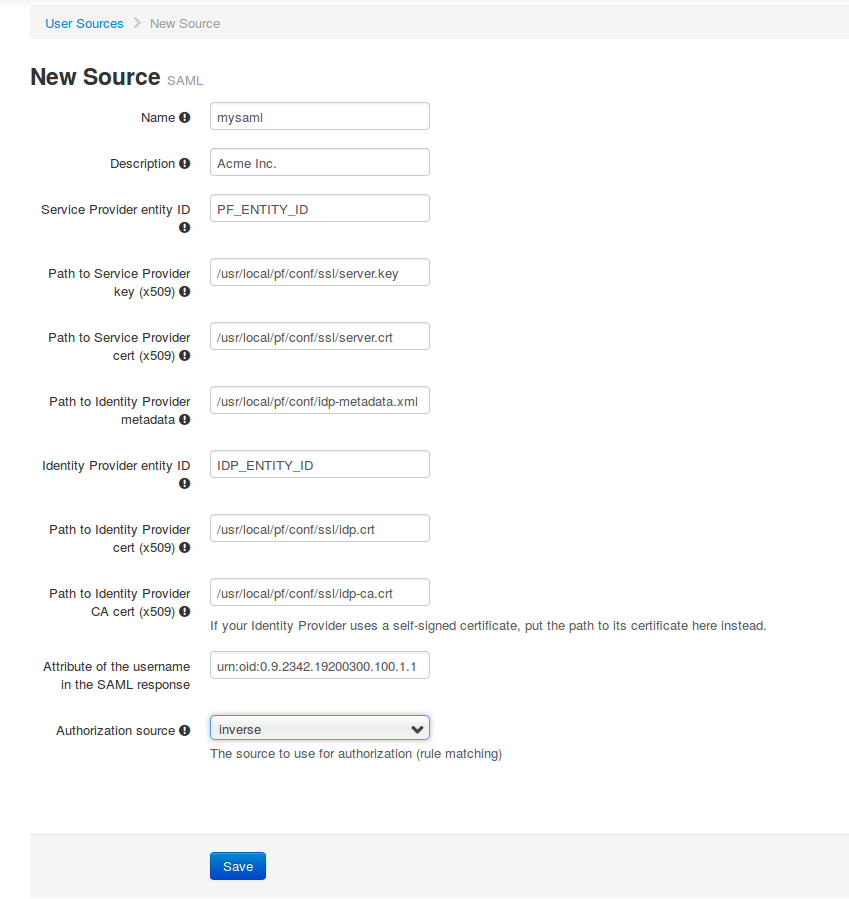 User Sources New Source
New Source SAML
Name mysaml
Description Acme Inc.
Service Provider entity ID PF_ENTITY_ID
Path to Service Provider /usr/local/pf/conf/ssl/server.key
key (x509)
Path to Service Provider /usr/local/pf/conf/ssl/server.crt
cert (x509)
Path to Identity Provider /usr/local/pf/conf/idp-metadata.xml
metadata
Identity Provider entity ID IDP_ENTITY_ID
Path to Identity Provider /usr/local/pf/conf/ssl/idp.crt
cert (x509)
Path to Identity Provider /usr/local/pf/conf/ssl/idp-ca.crt
CA cert (x509)
If your Identity Provider uses a self-signed certificate, put the path to its certificate here instead.
Attribute of the username urn:oid:0.9.2342.19200300.100.1.1
in the SAML response
Authorization source inverse
The source to use for authorization (rule matching)
Save